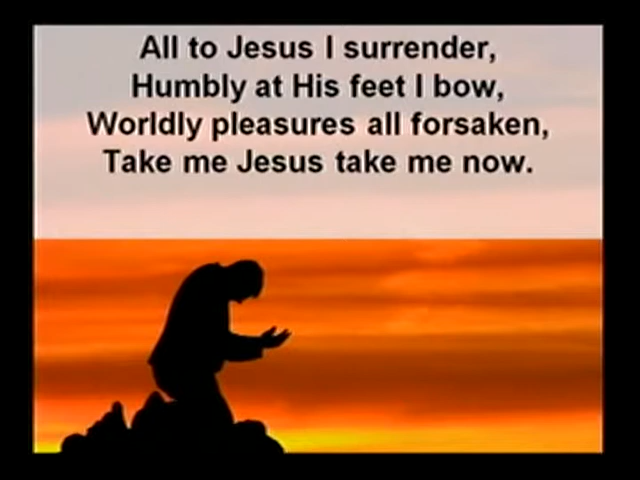 All to Jesus I surrender,
Humbly at His feet I bow,
Worldly pleasures all forsaken,
Take me Jesus take me now.